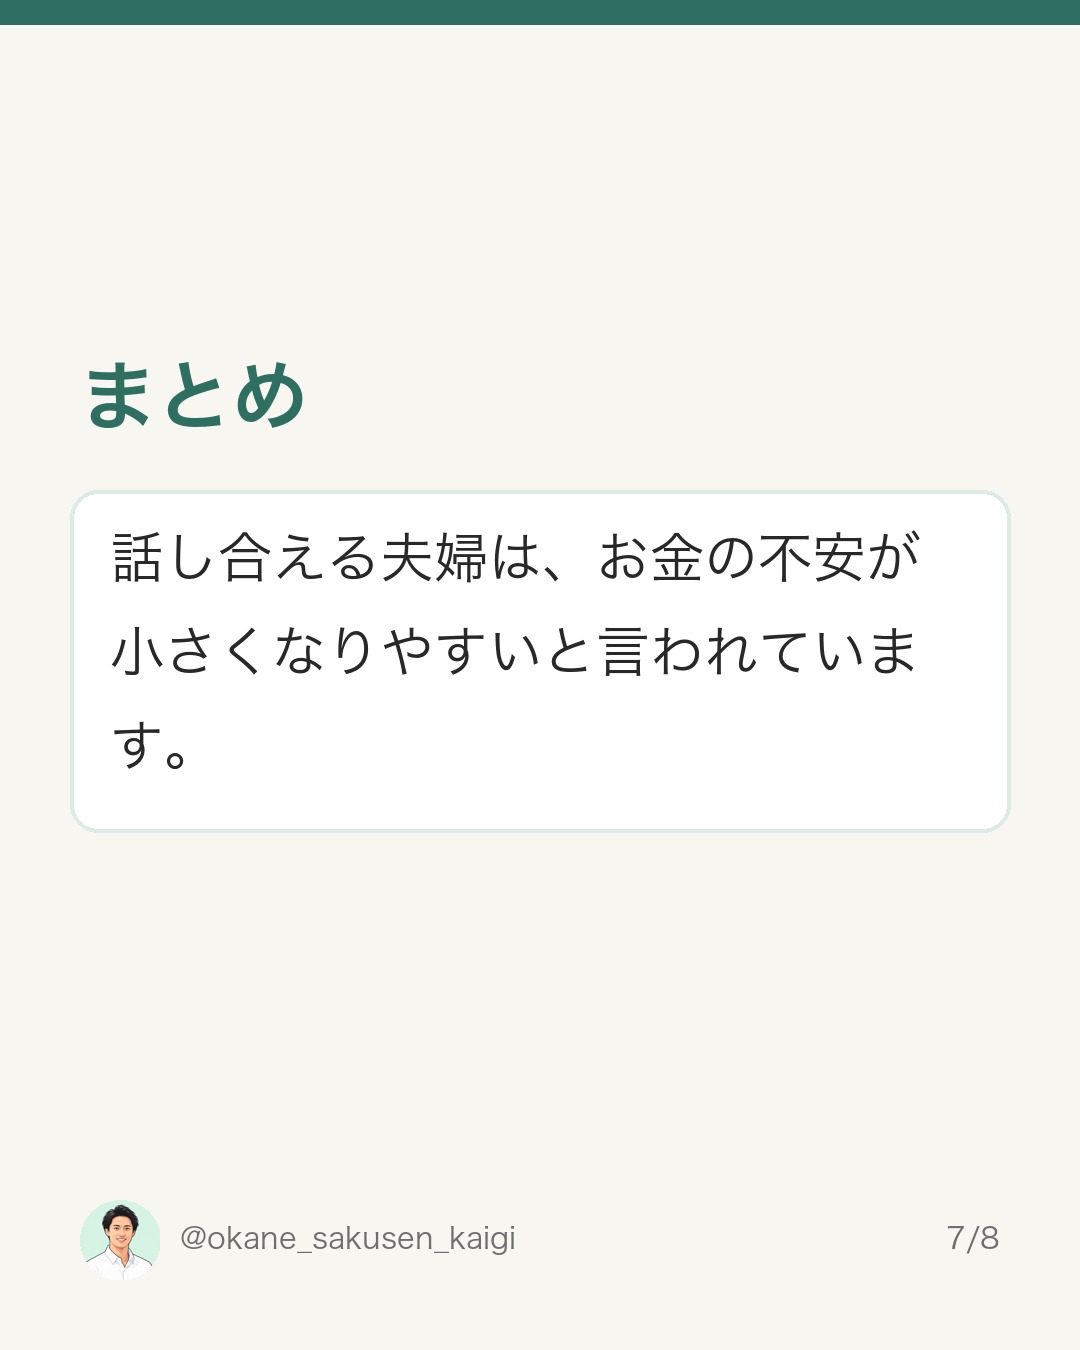 まとめ
話し合える夫婦は、お金の不安が
小さくなりやすいと言われていま
す。
@okane_sakusen_kaigi
7/8